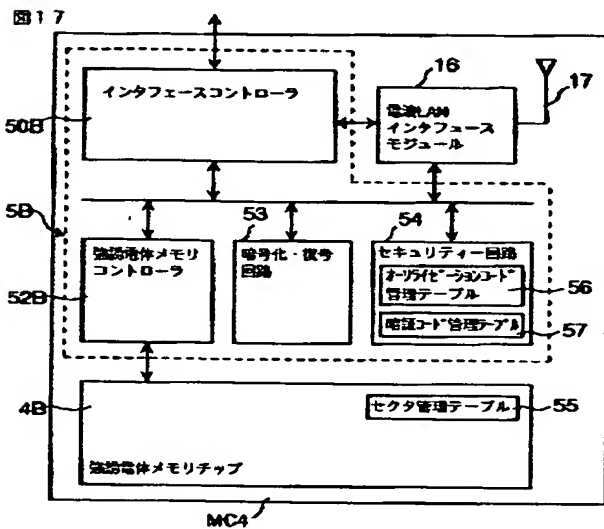 図17
インタフェースコントローラ
50B
16
電波LAN
インタフェース
モジュール
17
5B
強誘電体メモリ
コントローラ
52B
53
暗号化・復号
回路
54
セキュリティー回路
オーソライゼーションコード
管理テーブル
56
暗証コード管理テーブル
57
4B
セクタ管理テーブル
55
強誘電体メモリチップ
MC4